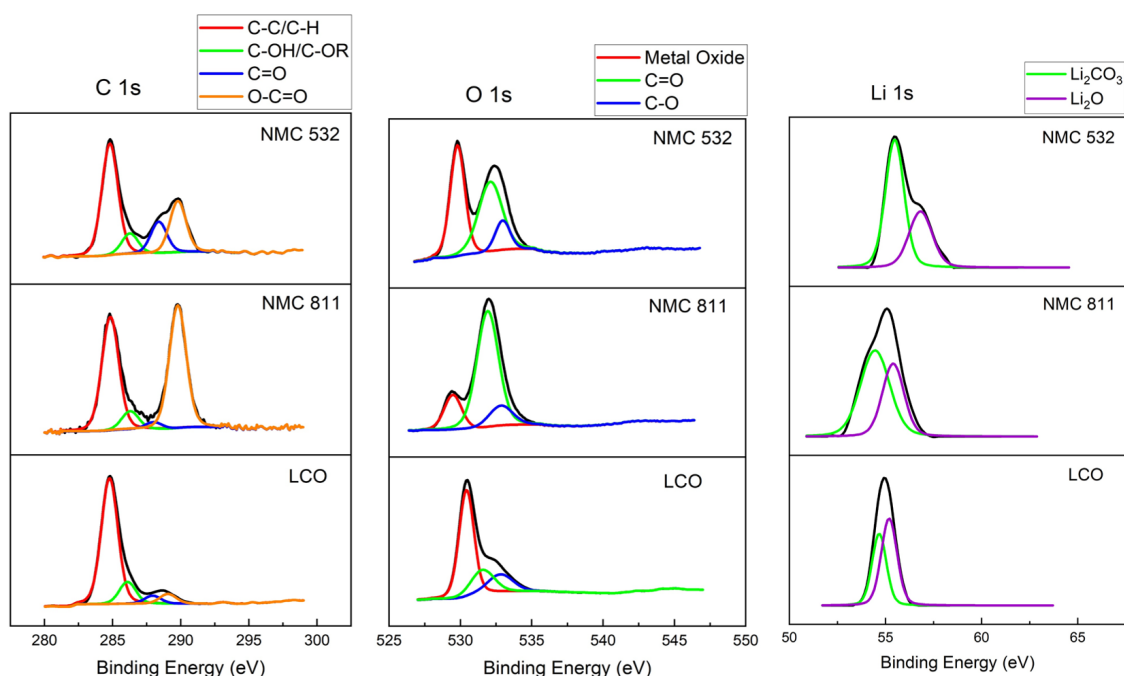 C 1s
C-C/C-H
C-OH/C-OR
C=O
O-C=O
NMC 532
NMC 811
LCO
280 285 290 295 300
Binding Energy (eV)
O 1s
Metal Oxide
C=O
C-O
NMC 532
NMC 811
LCO
525 530 535 540 545 550
Binding Energy (eV)
Li 1s
Li₂CO₃
Li₂O
NMC 532
NMC 811
LCO
50 55 60 65
Binding Energy (eV)